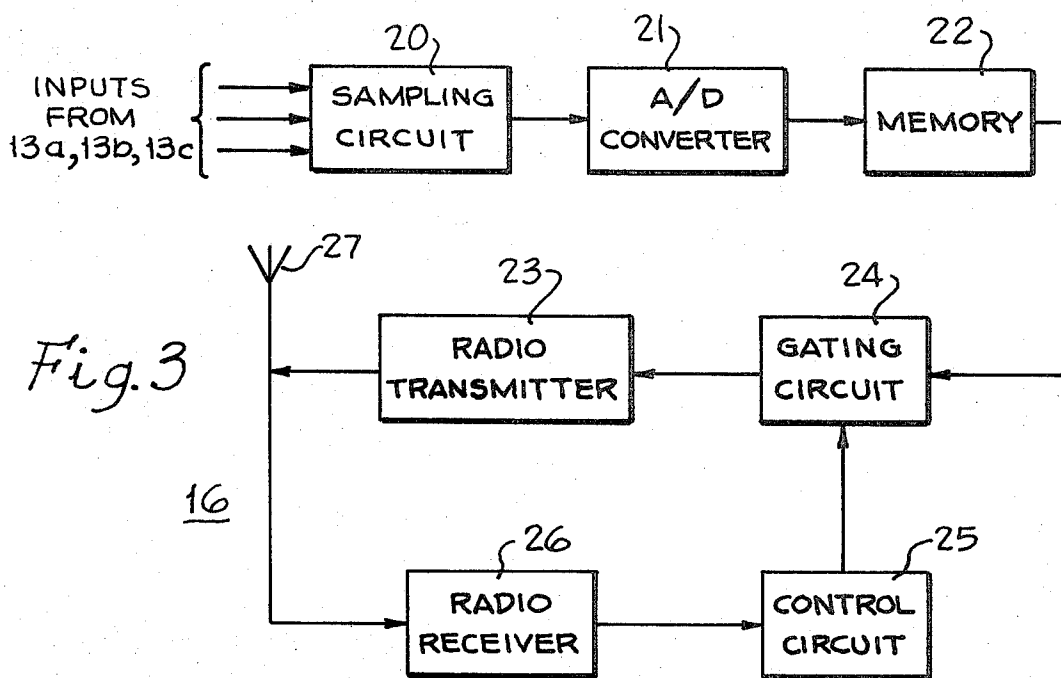 20
21
22
INPUTS
FROM
13a, 13b, 13c
SAMPLING
CIRCUIT
A/D
CONVERTER
MEMORY
27
23
24
Fig. 3
RADIO
TRANSMITTER
GATING
CIRCUIT
16
26
25
RADIO
RECEIVER
CONTROL
CIRCUIT